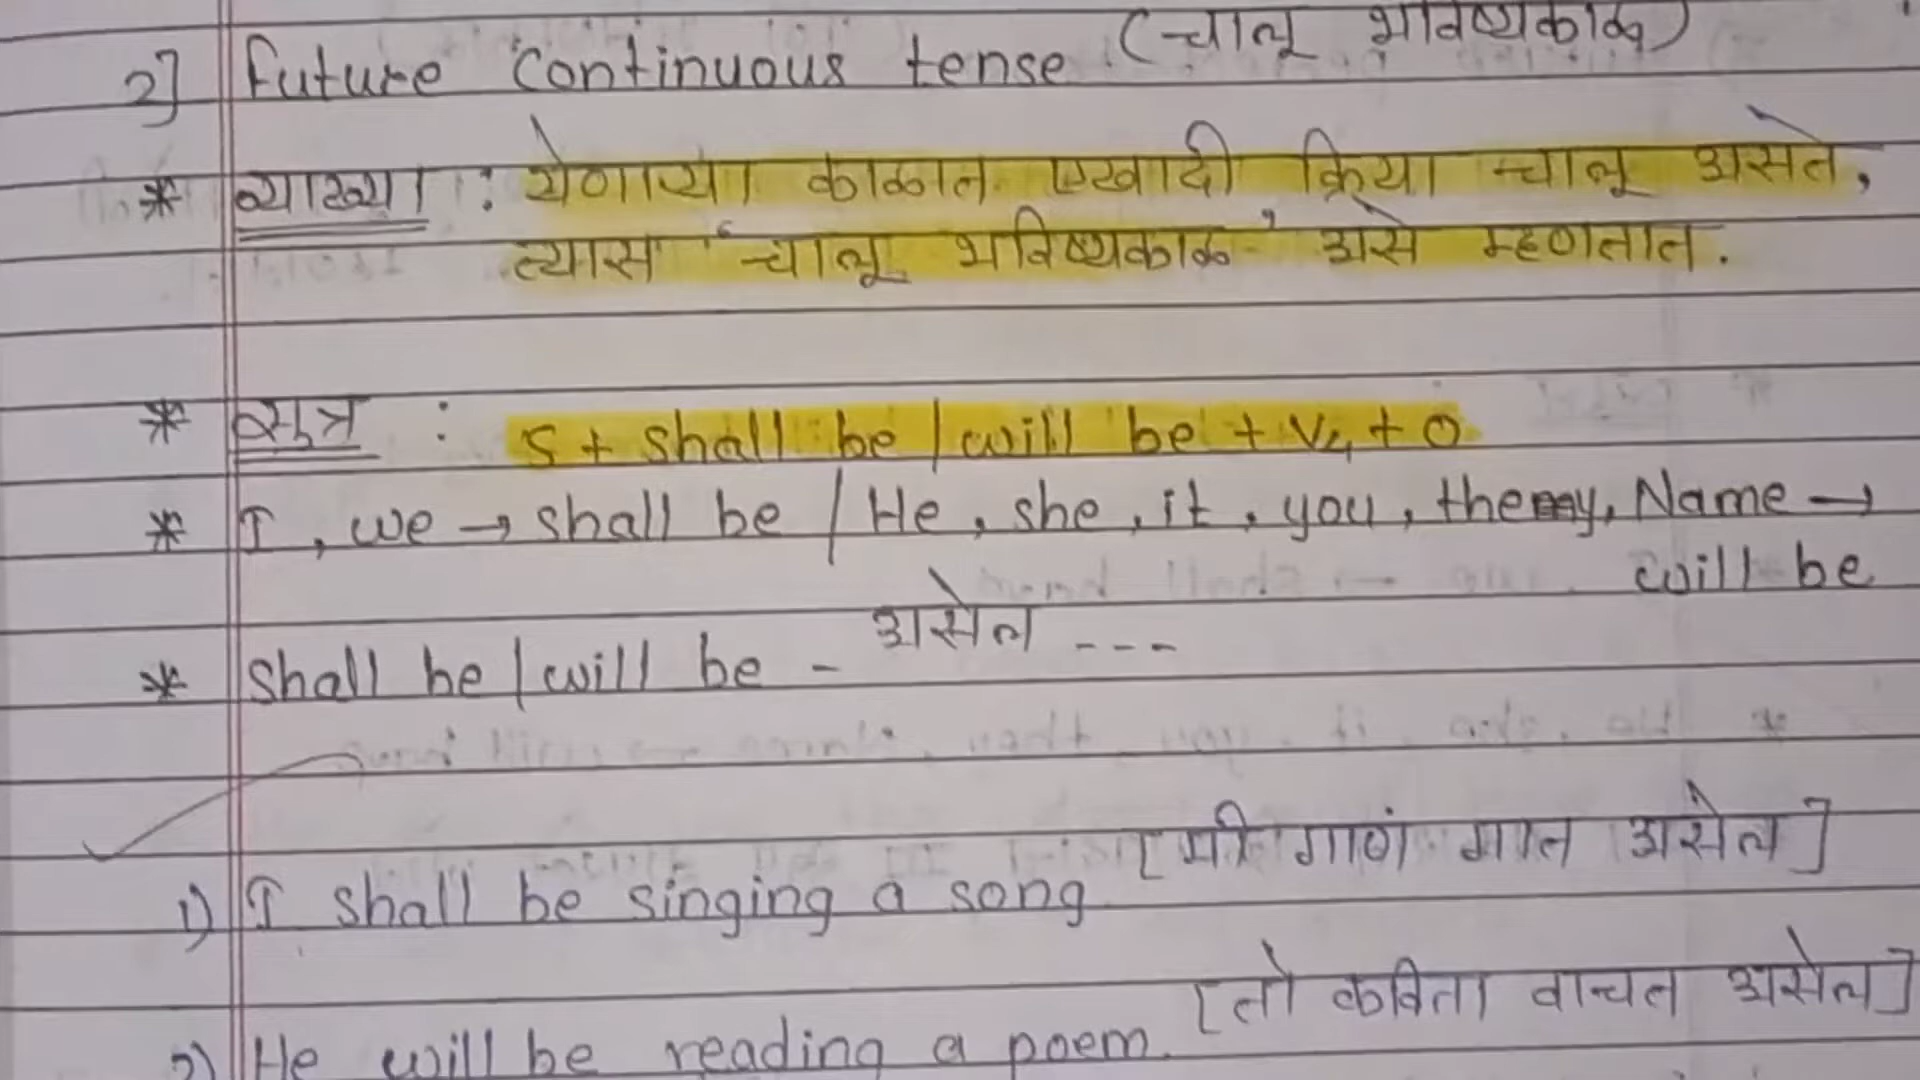 2] Future Continuous tense (चालू भविष्यकाळ)
* व्याख्या : येणाऱ्या काळात एखादी क्रिया चालू असते,
त्यास 'चालू भविष्यकाळ' असे म्हणतात.
* सूत्र : S + shall be / will be + V4 + O
* I, we → shall be / He, she, it, you, they, Name →
will be
* shall be / will be - असेल ---
1) I shall be singing a song [मी गाणं गात असेल]
2) He will be reading a poem. [तो कविता वाचत असेल]